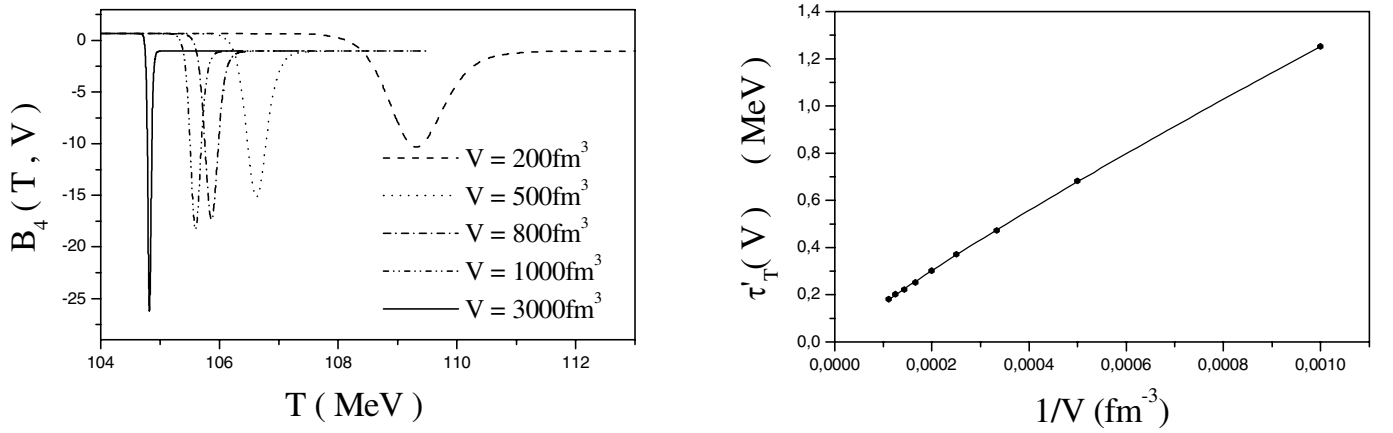 B₄ ( T , V )
0
-5
-10
-15
-20
-25
V = 200fm³
V = 500fm³
V = 800fm³
V = 1000fm³
V = 3000fm³
104 106 108 110 112
T ( MeV )
τ'_T( V) ( MeV)
1,4
1,2
1,0
0,8
0,6
0,4
0,2
0,0
0,0000 0,0002 0,0004 0,0006 0,0008 0,0010
1/V (fm⁻³)